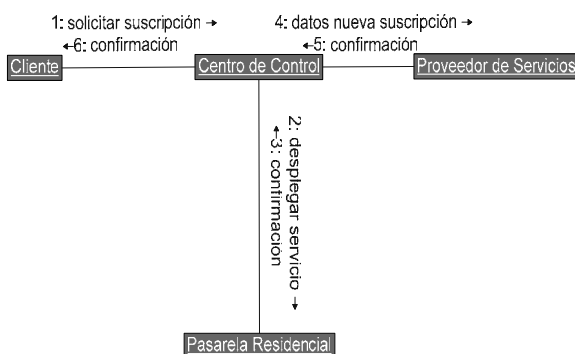 1: solicitar suscripción →
←6: confirmación
4: datos nueva suscripción →
←5: confirmación
Cliente
Centro de Control
Proveedor de Servicios
2: desplegar servicio →
←3: confirmación
Pasarela Residencial